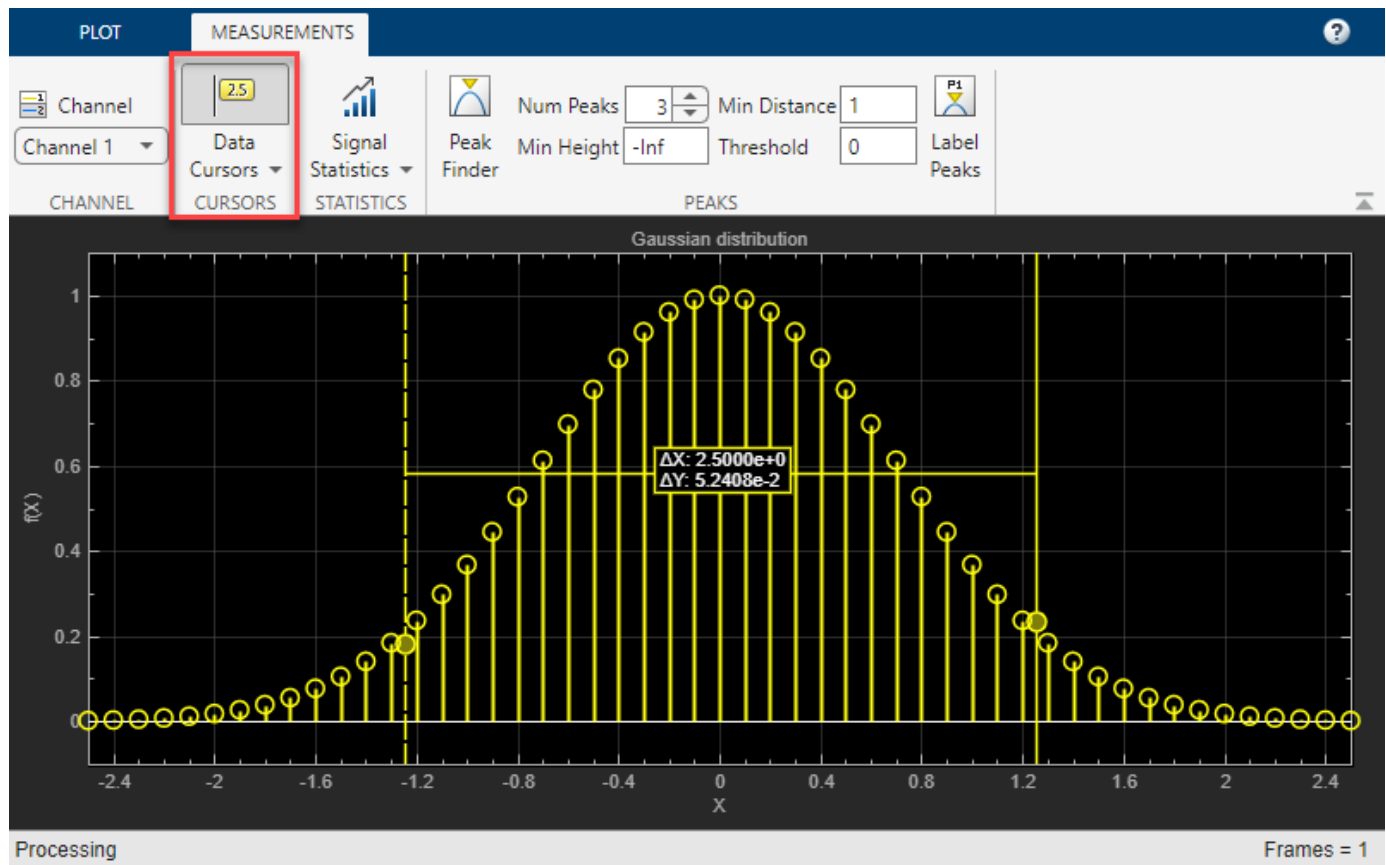 PLOT MEASUREMENTS ?
1 2 Channel 2.5 Num Peaks 3 Min Distance 1 P1
Channel 1 Data Cursors Signal Statistics Peak Finder Min Height -Inf Threshold 0 Label Peaks
CHANNEL CURSORS STATISTICS PEAKS
Gaussian distribution
1
0.8
ΔX: 2.5000e+0
ΔY: 5.2408e-2
0.6
f(X)
0.4
0.2
0
-2.4 -2 -1.6 -1.2 -0.8 -0.4 0 0.4 0.8 1.2 1.6 2 2.4
X
Processing Frames = 1